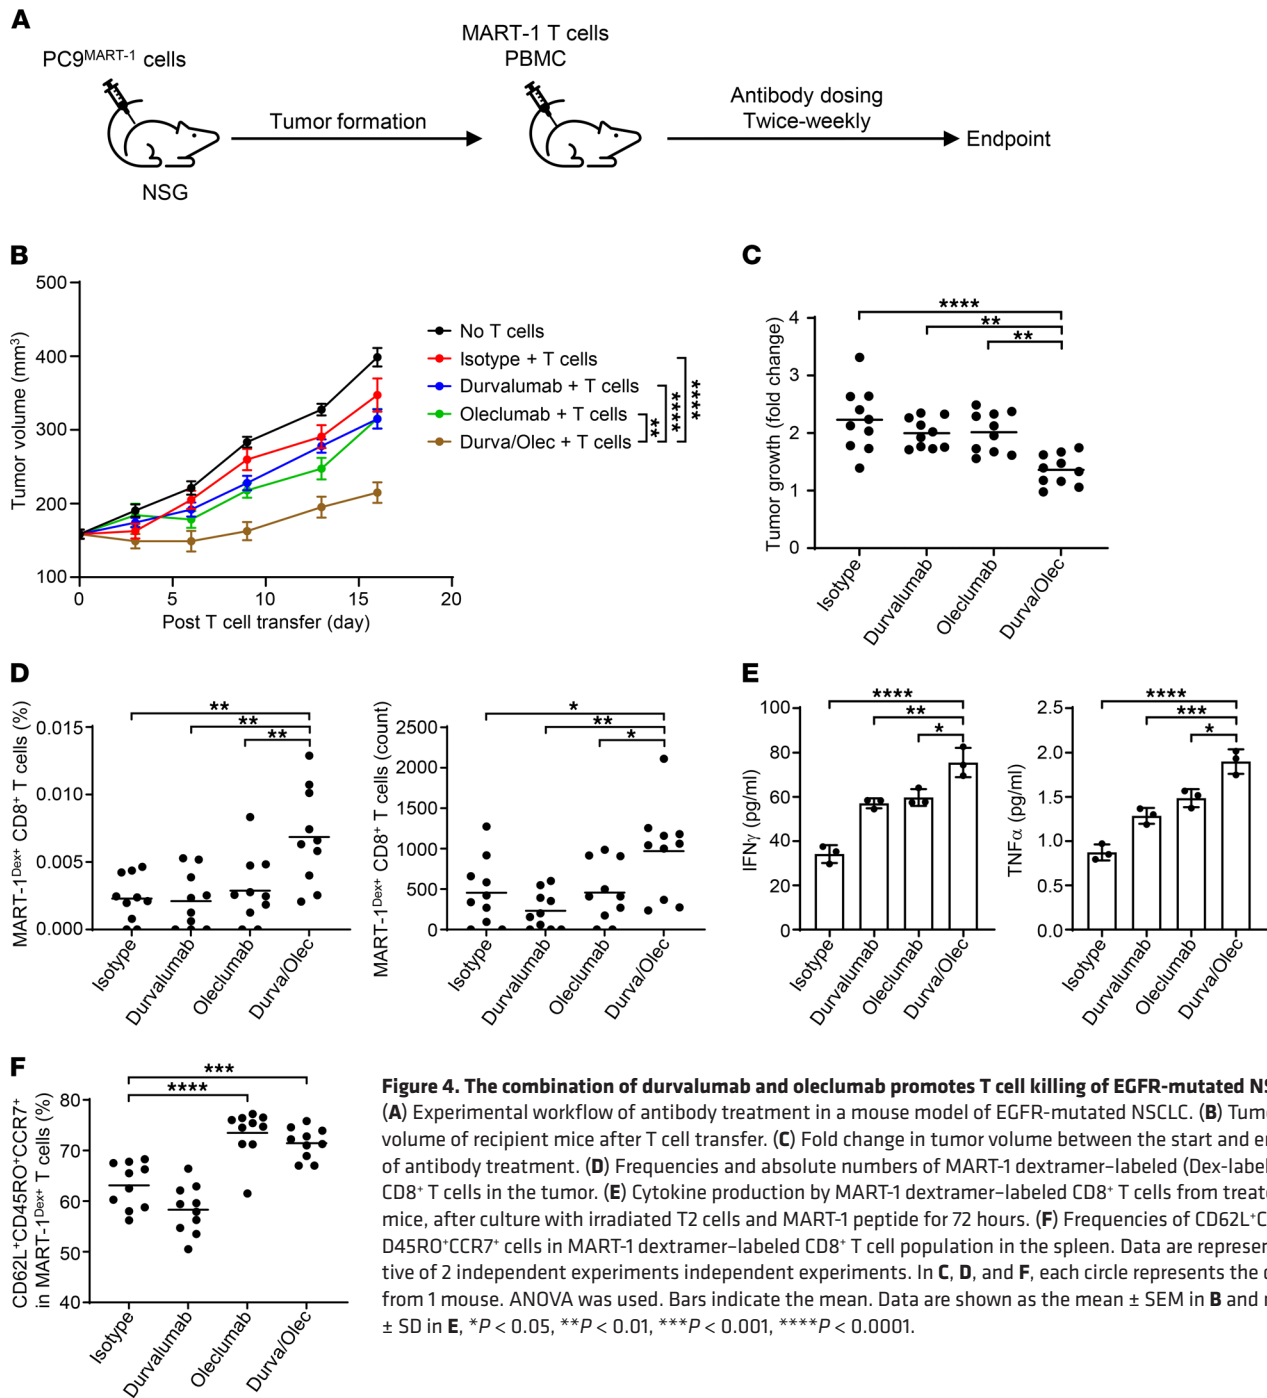 A
PC9MART-1 cells
MART-1 T cells
PBMC
Tumor formation
Antibody dosing
Twice-weekly
Endpoint
NSG
B
Tumor volume (mm3)
500
400
300
200
100
0
5
10
15
20
Post T cell transfer (day)
No T cells
Isotype + T cells
Durvalumab + T cells
Oleclumab + T cells
Durva/Olec + T cells
**
****
****
C
Tumor growth (fold change)
4
3
2
1
0
****
**
**
Isotype
Durvalumab
Oleclumab
Durva/Olec
D
MART-1Dex+ CD8+ T cells (%)
0.015
0.010
0.005
0.000
**
**
**
Isotype
Durvalumab
Oleclumab
Durva/Olec
MART-1Dex+ CD8+ T cells (count)
2500
2000
1500
1000
500
0
*
**
*
Isotype
Durvalumab
Oleclumab
Durva/Olec
E
IFNγ (pg/ml)
100
80
60
40
20
0
****
**
*
Isotype
Durvalumab
Oleclumab
Durva/Olec
TNFα (pg/ml)
2.5
2.0
1.5
1.0
0.5
0.0
****
***
*
Isotype
Durvalumab
Oleclumab
Durva/Olec
F
CD62L+CD45RO+CCR7+
in MART-1Dex+ T cells (%)
80
70
60
50
40
***
****
Isotype
Durvalumab
Oleclumab
Durva/Olec
Figure 4. The combination of durvalumab and oleclumab promotes T cell killing of EGFR-mutated NS
(A) Experimental workflow of antibody treatment in a mouse model of EGFR-mutated NSCLC. (B) Tume
volume of recipient mice after T cell transfer. (C) Fold change in tumor volume between the start and en
of antibody treatment. (D) Frequencies and absolute numbers of MART-1 dextramer–labeled (Dex-label
CD8+ T cells in the tumor. (E) Cytokine production by MART-1 dextramer–labeled CD8+ T cells from treate
mice, after culture with irradiated T2 cells and MART-1 peptide for 72 hours. (F) Frequencies of CD62L+C
D45RO+CCR7+ cells in MART-1 dextramer–labeled CD8+ T cell population in the spleen. Data are represen
tive of 2 independent experiments independent experiments. In C, D, and F, each circle represents the d
from 1 mouse. ANOVA was used. Bars indicate the mean. Data are shown as the mean ± SEM in B and m
± SD in E, *P < 0.05, **P < 0.01, ***P < 0.001, ****P < 0.0001.